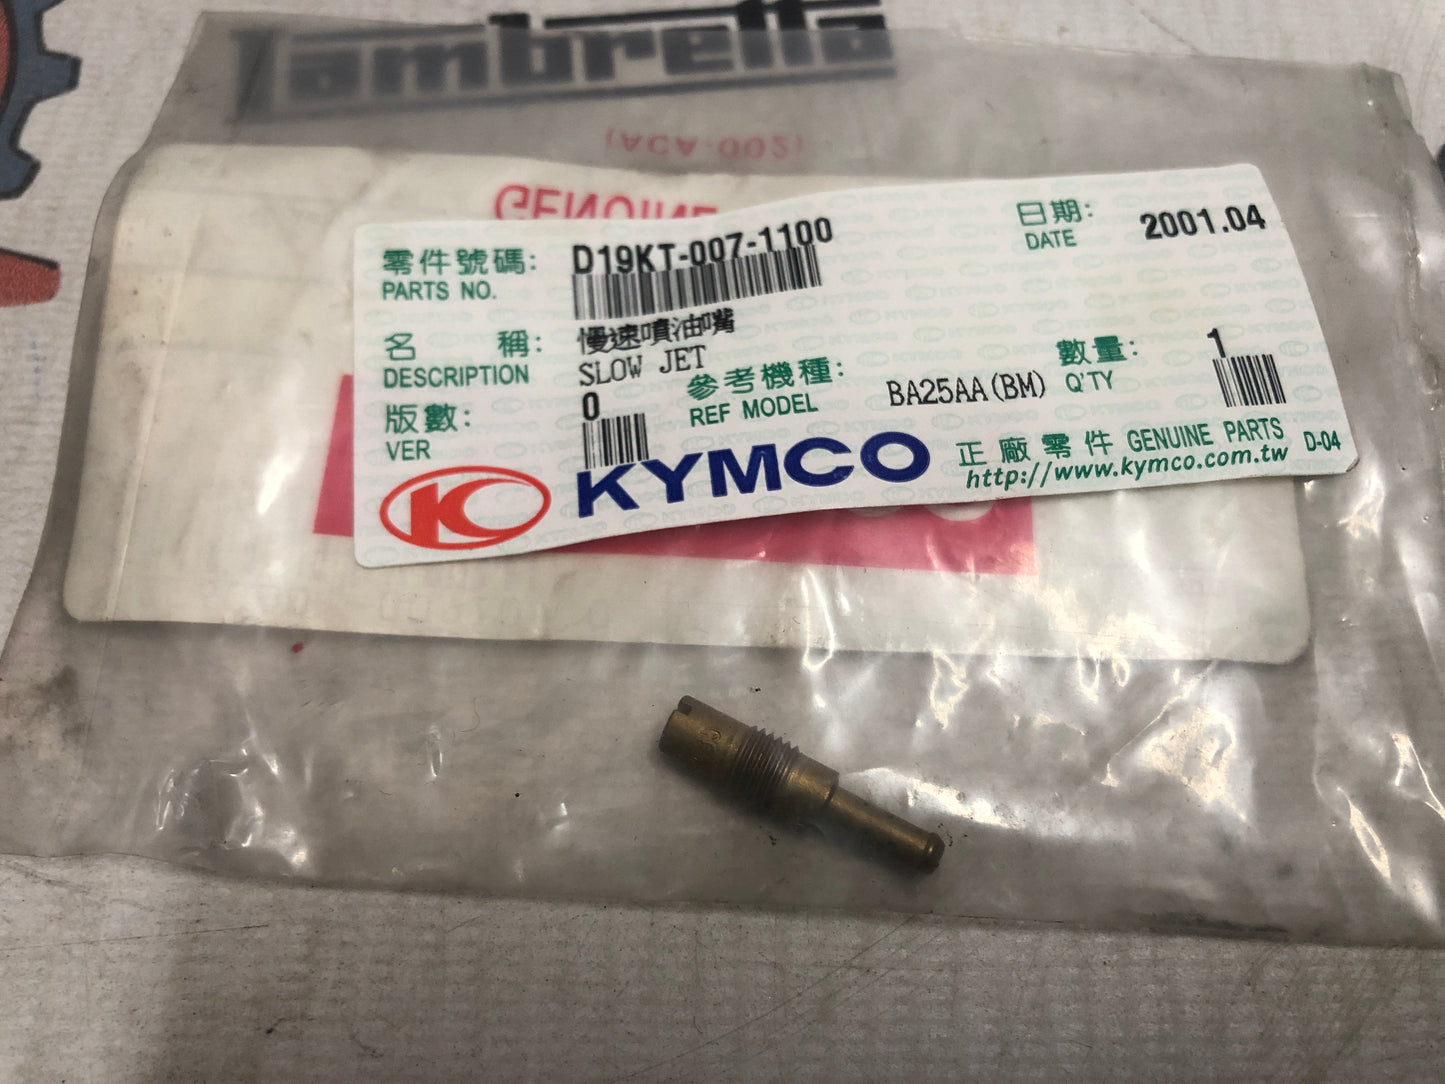 Lambrella
(ACA-002)
GENUINE
零件號碼: D19KT-007-1100
PARTS NO.
日期: 2001.04
DATE
名 稱: 慢速噴油嘴
DESCRIPTION SLOW JET
版數: 0
VER
參考機種: BA25AA(BM)
REF MODEL
數量: 1
Q'TY
KYMCO
正廠零件 GENUINE PARTS D-04
http://www.kymco.com.tw